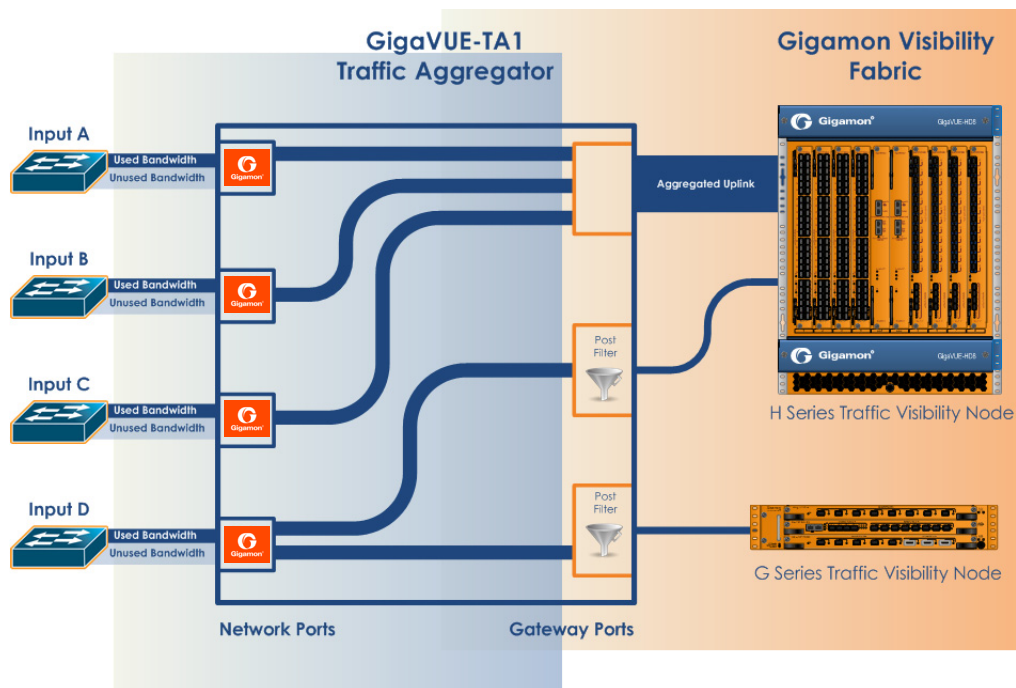 GigaVUE-TA1
Traffic Aggregator
Gigamon Visibility
Fabric
Input A
Used Bandwidth
Unused Bandwidth
Gigamon®
Input B
Used Bandwidth
Unused Bandwidth
Gigamon®
Input C
Used Bandwidth
Unused Bandwidth
Gigamon®
Input D
Used Bandwidth
Unused Bandwidth
Gigamon®
Aggregated Uplink
Post
Filter
Post
Filter
Network Ports
Gateway Ports
Gigamon®
GigaVUE-HD8
Gigamon®
GigaVUE-HD8
H Series Traffic Visibility Node
G Series Traffic Visibility Node